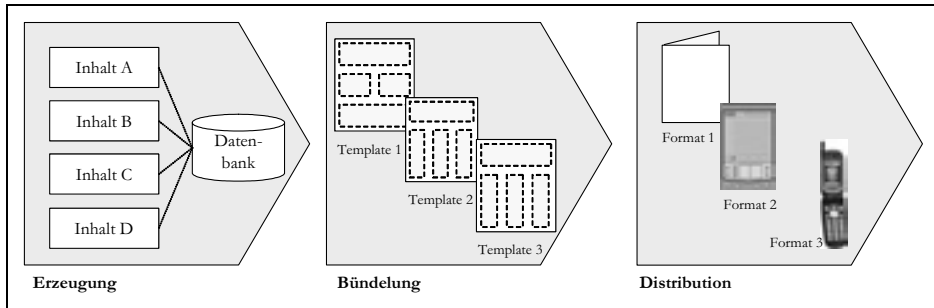 Inhalt A
Inhalt B
Inhalt C
Inhalt D
Daten-
bank
Erzeugung
Template 1
Template 2
Template 3
Bündelung
Format 1
Format 2
Format 3
Distribution